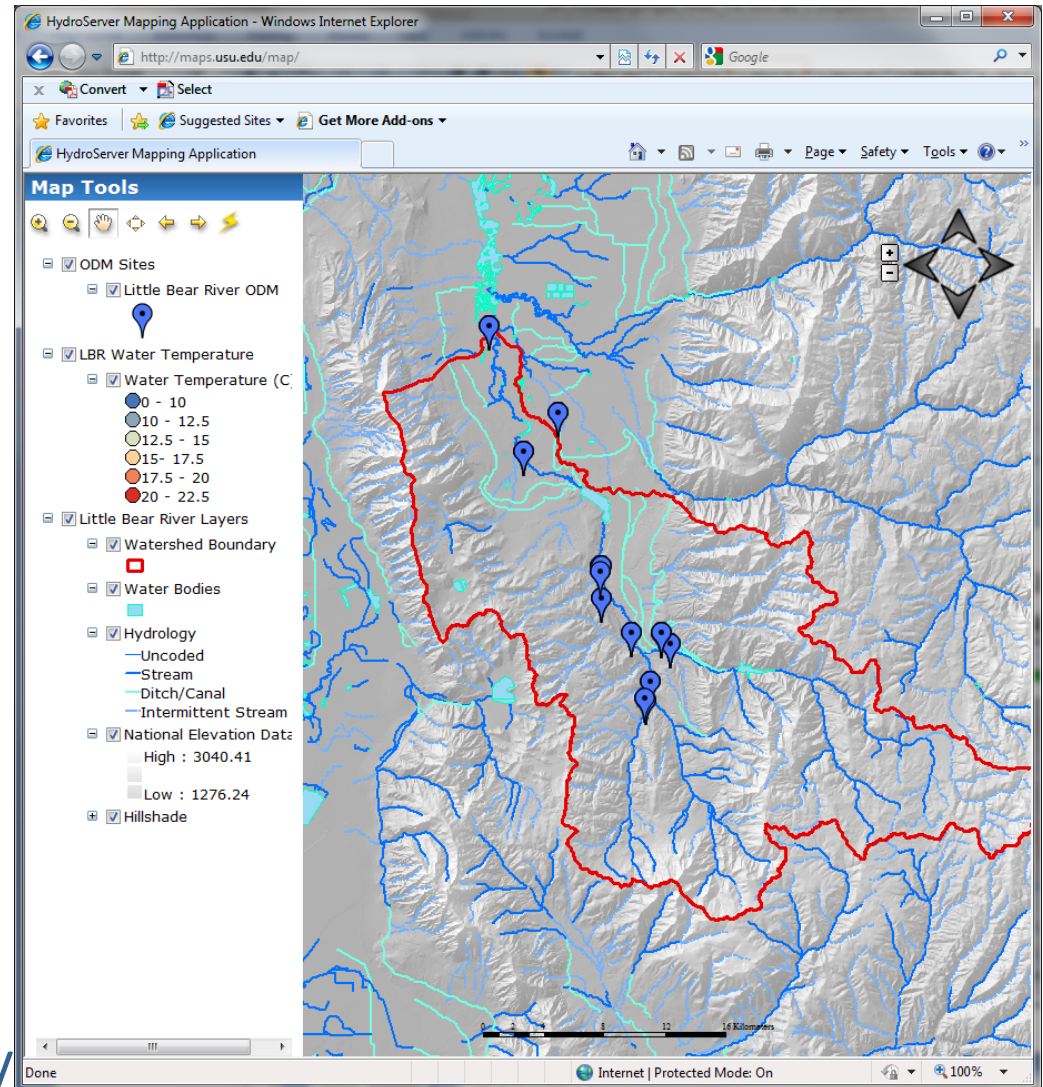 HydroServer Mapping Application - Windows Internet Explorer
http://maps.usu.edu/map/
Google
x Convert Select
Favorites Suggested Sites Get More Add-ons
HydroServer Mapping Application
Page Safety Tools »
Map Tools
ODM Sites
Little Bear River ODM
LBR Water Temperature
Water Temperature (C
0 - 10
10 - 12.5
12.5 - 15
15- 17.5
17.5 - 20
20 - 22.5
Little Bear River Layers
Watershed Boundary
Water Bodies
Hydrology
Uncoded
Stream
Ditch/Canal
Intermittent Stream
National Elevation Data
High : 3040.41
Low : 1276.24
Hillshade
0 2 4 8 12 16 Kilometers
Done
Internet | Protected Mode: On
100%